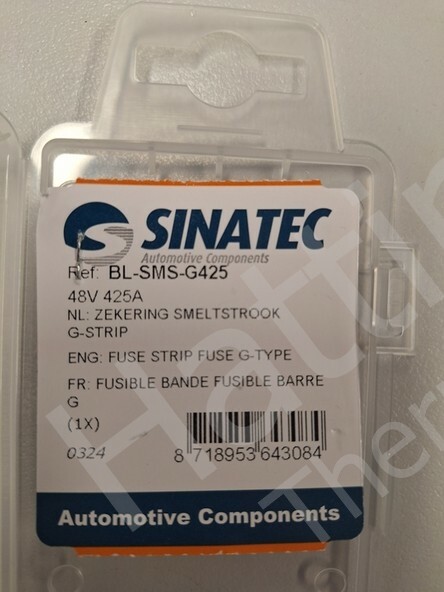 SINATEC
Automotive Components
Ref: BL-SMS-G425
48V 425A
NL: ZEKERING SMELTSTROOK
G-STRIP
ENG: FUSE STRIP FUSE G-TYPE
FR: FUSIBLE BANDE FUSIBLE BARRE
G
(1X)
0324
8 718953 643084
Automotive Components